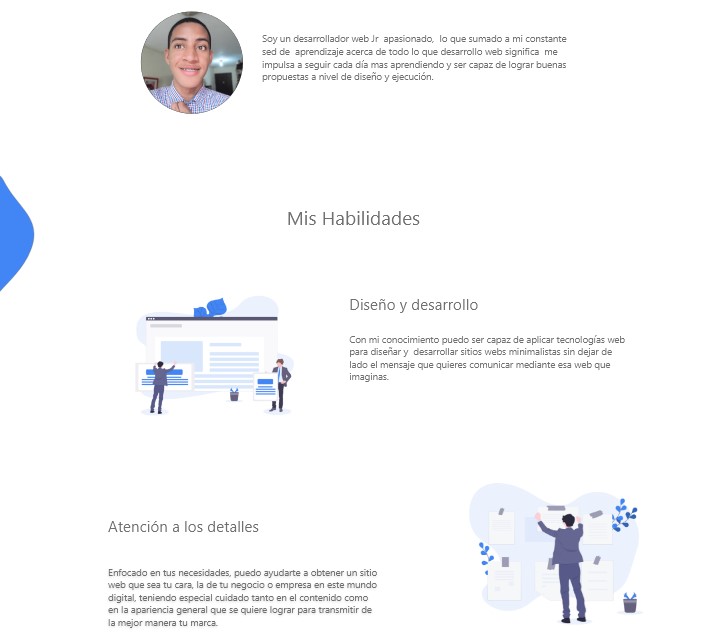 Soy un desarrollador web Jr apasionado, lo que sumado a mi constante
sed de aprendizaje acerca de todo lo que desarrollo web significa me
impulsa a seguir cada día mas aprendiendo y ser capaz de lograr buenas
propuestas a nivel de diseño y ejecución.
Mis Habilidades
Diseño y desarrollo
Con mi conocimiento puedo ser capaz de aplicar tecnologías web
para diseñar y desarrollar sitios webs minimalistas sin dejar de
lado el mensaje que quieres comunicar mediante esa web que
imaginas.
Atención a los detalles
Enfocado en tus necesidades, puedo ayudarte a obtener un sitio
web que sea tu cara, la de tu negocio o empresa en este mundo
digital, teniendo especial cuidado tanto en el contenido como
en la apariencia general que se quiere lograr para transmitir de
la mejor manera tu marca.